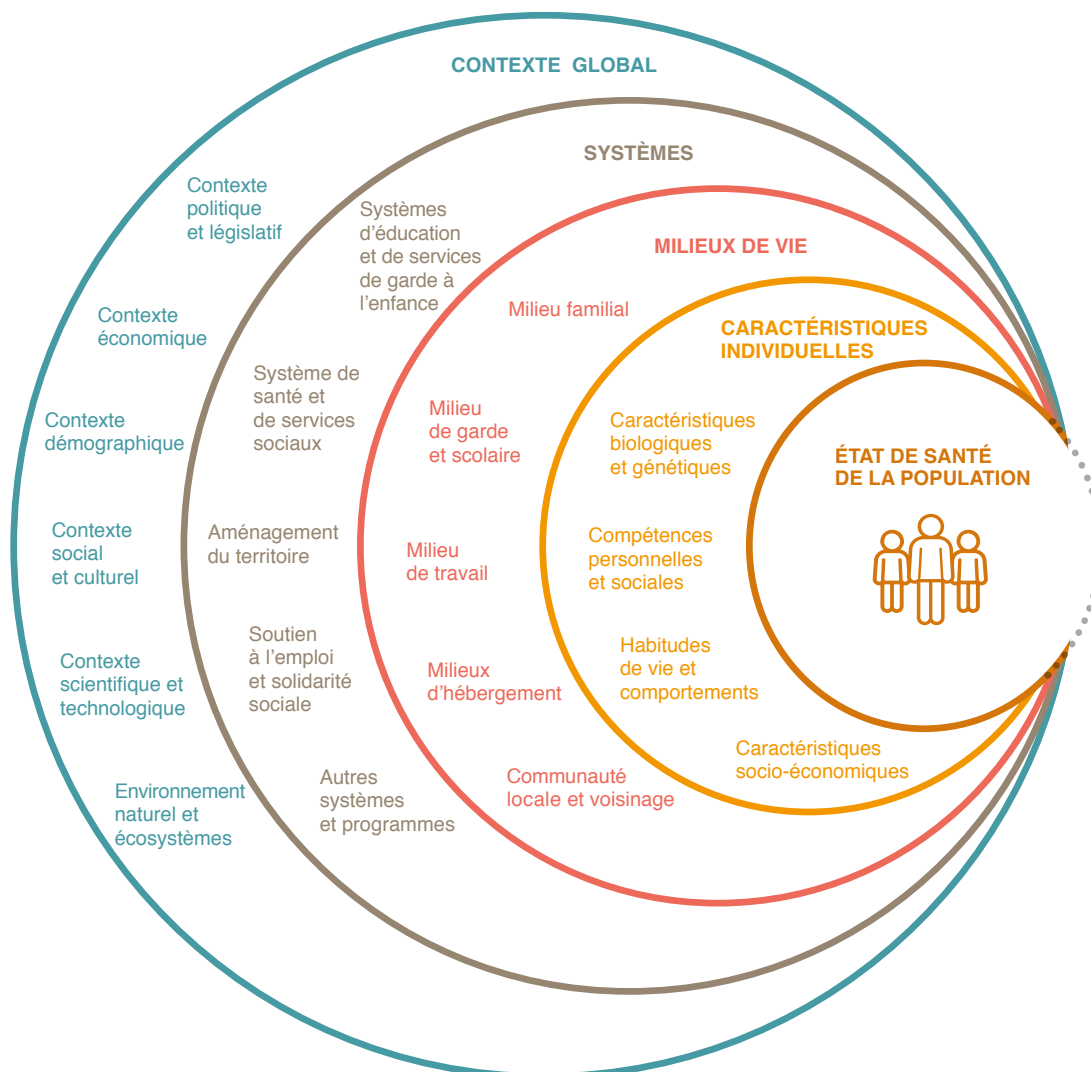 CONTEXTE GLOBAL
Contexte
politique
et législatif
Contexte
économique
Contexte
démographique
Contexte
social
et culturel
Contexte
scientifique et
technologique
Environnement
naturel et
écosystèmes
SYSTÈMES
Systèmes
d’éducation
et de services
de garde à
l’enfance
Système de
santé et
de services
sociaux
Aménagement
du territoire
Soutien
à l’emploi
et solidarité
sociale
Autres
systèmes
et programmes
MILIEUX DE VIE
Milieu familial
Milieu
de garde
et scolaire
Milieu
de travail
Milieux
d’hébergement
Communauté
locale et voisinage
CARACTÉRISTIQUES
INDIVIDUELLES
Caractéristiques
biologiques
et génétiques
Compétences
personnelles
et sociales
Habitudes
de vie et
comportements
Caractéristiques
socio-économiques
ÉTAT DE SANTÉ
DE LA POPULATION